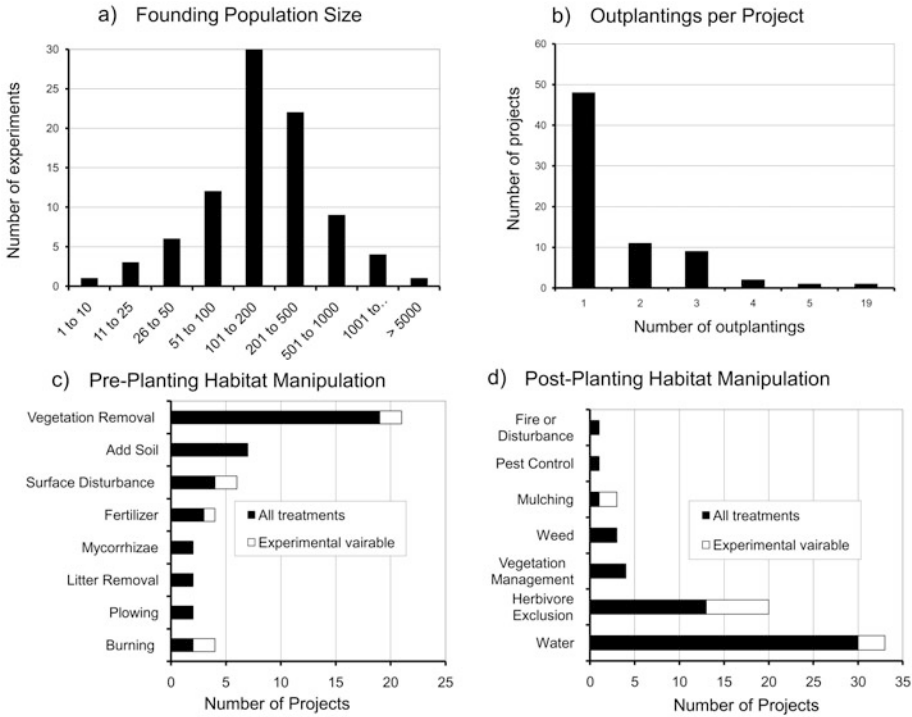 a) Founding Population Size
Number of experiments
30
25
20
15
10
5
0
1 to 10
11 to 25
26 to 50
51 to 100
101 to 200
201 to 500
501 to 1000
1001 to..
> 5000
b) Outplantings per Project
Number of projects
60
50
40
30
20
10
0
1
2
3
4
5
19
Number of outplantings
c) Pre-Planting Habitat Manipulation
Vegetation Removal
Add Soil
Surface Disturbance
Fertilizer
Mycorrhizae
Litter Removal
Plowing
Burning
All treatments
Experimental vairable
0 5 10 15 20 25
Number of Projects
d) Post-Planting Habitat Manipulation
Fire or
Disturbance
Pest Control
Mulching
Weed
Vegetation
Management
Herbivore
Exclusion
Water
All treatments
Experimental vairable
0 5 10 15 20 25 30 35
Number of Projects